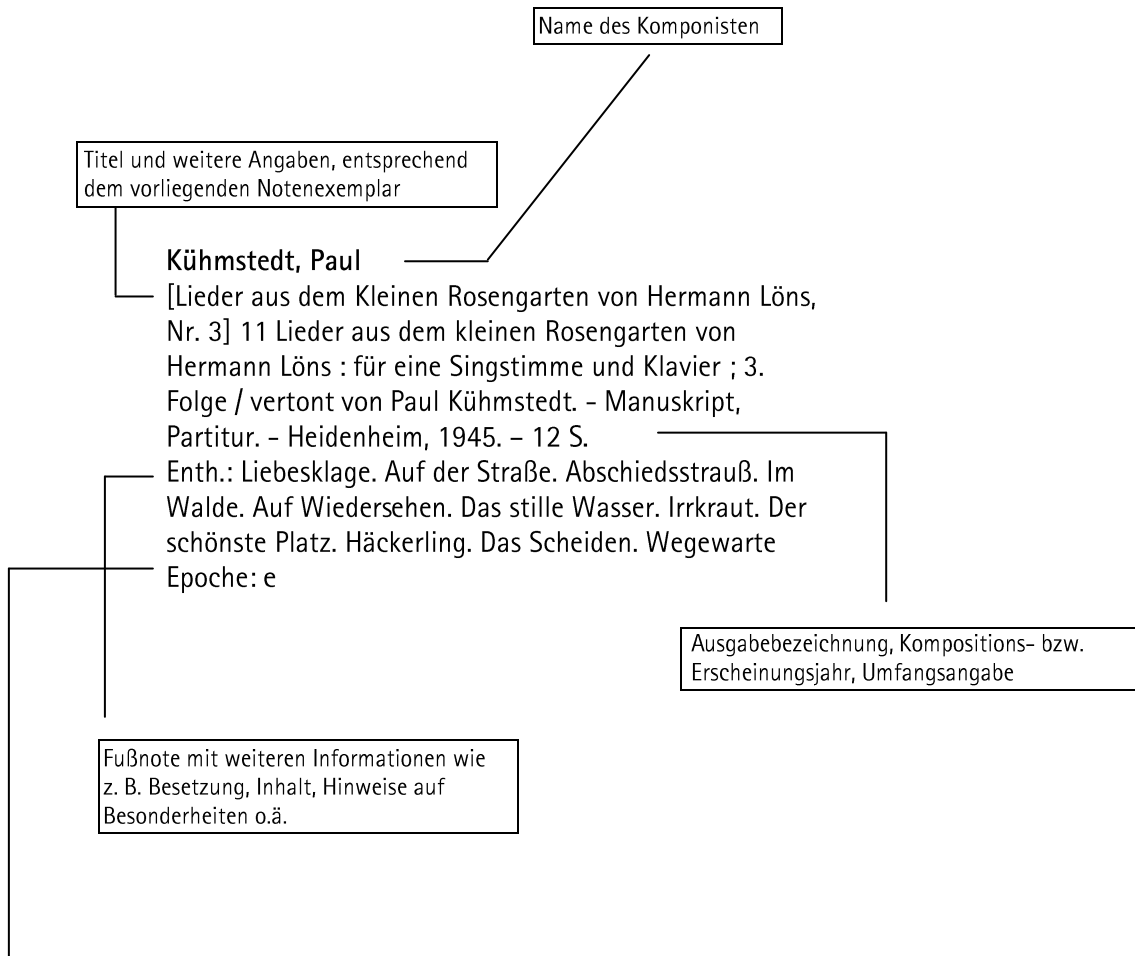 Name des Komponisten
Titel und weitere Angaben, entsprechend
dem vorliegenden Notenexemplar
Kühmstedt, Paul
[Lieder aus dem Kleinen Rosengarten von Hermann Löns,
Nr. 3] 11 Lieder aus dem kleinen Rosengarten von
Hermann Löns : für eine Singstimme und Klavier ; 3.
Folge / vertont von Paul Kühmstedt. - Manuskript,
Partitur. - Heidenheim, 1945. – 12 S.
Enth.: Liebesklage. Auf der Straße. Abschiedsstrauß. Im
Walde. Auf Wiedersehen. Das stille Wasser. Irrkraut. Der
schönste Platz. Häckerling. Das Scheiden. Wegewarte
Epoche: e
Ausgabebezeichnung, Kompositions- bzw.
Erscheinungsjahr, Umfangsangabe
Fußnote mit weiteren Informationen wie
z. B. Besetzung, Inhalt, Hinweise auf
Besonderheiten o.ä.